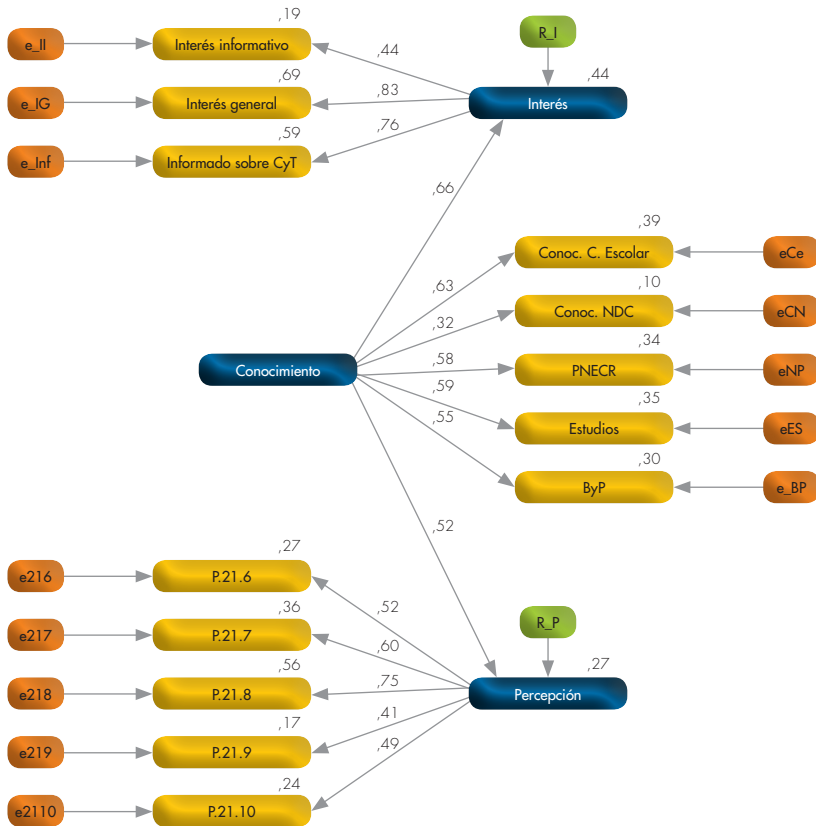 ,19
R_I
e_II
Interés informativo
,44
,69
,44
e_IG
Interés general
,83
Interés
,59
,76
e_Inf
Informado sobre CyT
,66
,39
Conoc. C. Escolar
eCe
,63
,10
Conoc. NDC
eCN
,32
,34
Conocimiento
,58
PNECR
eNP
,59
,35
,55
Estudios
eES
,30
ByP
e_BP
,52
,27
e216
P.21.6
,52
,36
R_P
e217
P.21.7
,60
,56
,27
e218
P.21.8
,75
Percepción
,17
,41
e219
P.21.9
,49
,24
e2110
P.21.10